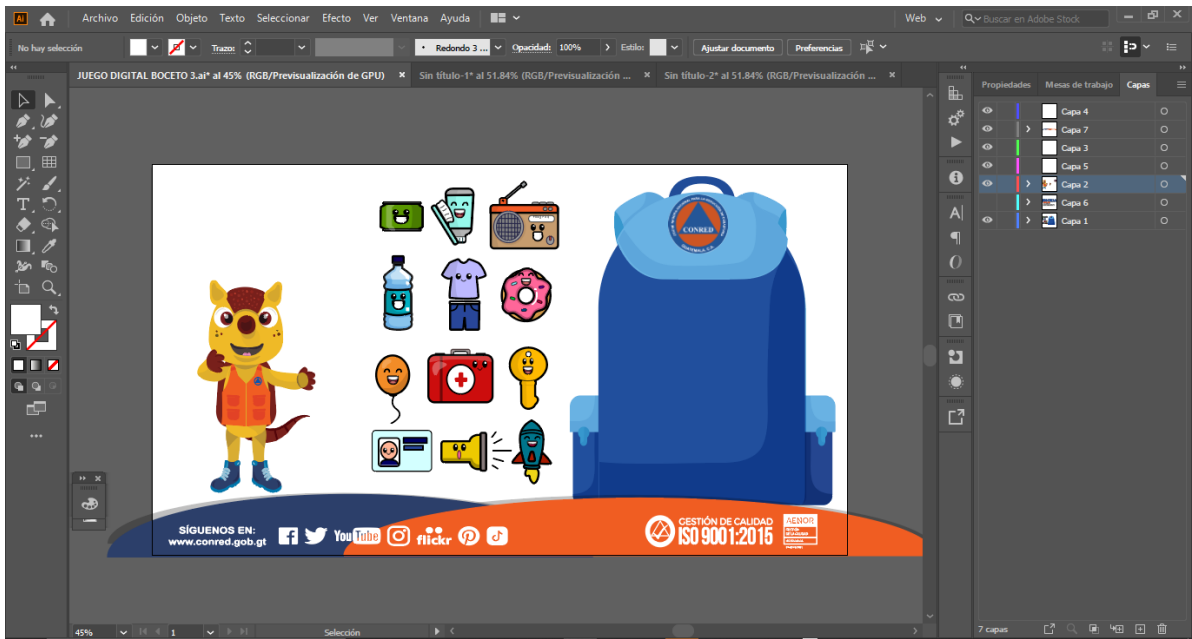 Ai Archivo Edición Objeto Texto Seleccionar Efecto Ver Ventana Ayuda Web Buscar en Adobe Stock
No hay selección Trazo: Redondo 3 ... Opacidad: 100% Estilo: Ajustar documento Preferencias
JUEGO DIGITAL BOCETO 3.ai* al 45% (RGB/Previsualización de GPU) × Sin título-1* al 51.84% (RGB/Previsualización ... × Sin título-2* al 51.84% (RGB/Previsualización ... ×
Propiedades Mesas de trabajo Capas
Capa 4
Capa 7
Capa 3
Capa 5
Capa 2
Capa 6
Capa 1
CONRED
SÍGUENOS EN:
www.conred.gob.gt
YouTube
flickr
GESTIÓN DE CALIDAD
ISO 9001:2015
AENOR
45% 1 Selección
7 capas